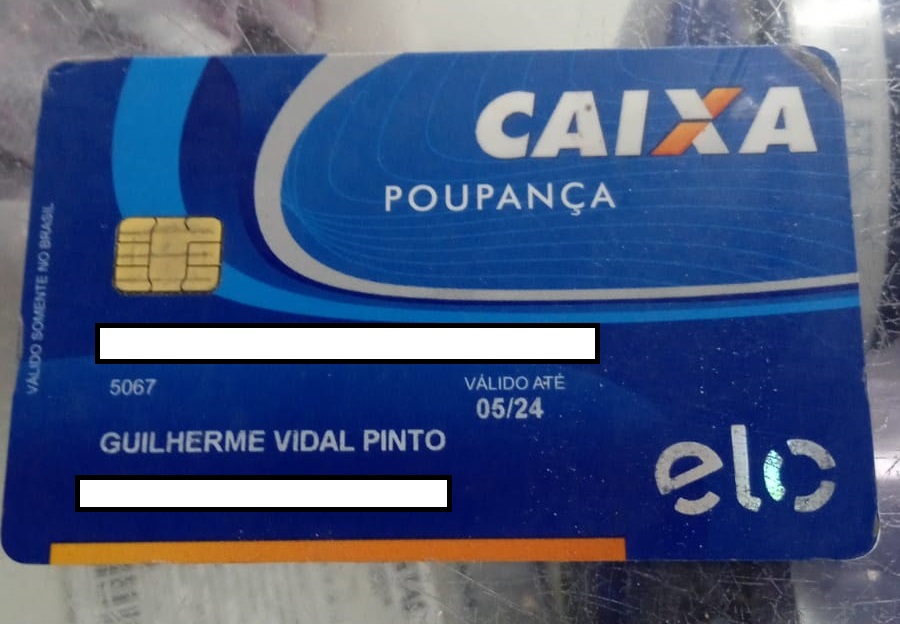 CAIXA
POUPANÇA
VÁLIDO SOMENTE NO BRASIL
5067
VÁLIDO ATÉ
05/24
GUILHERME VIDAL PINTO
elo